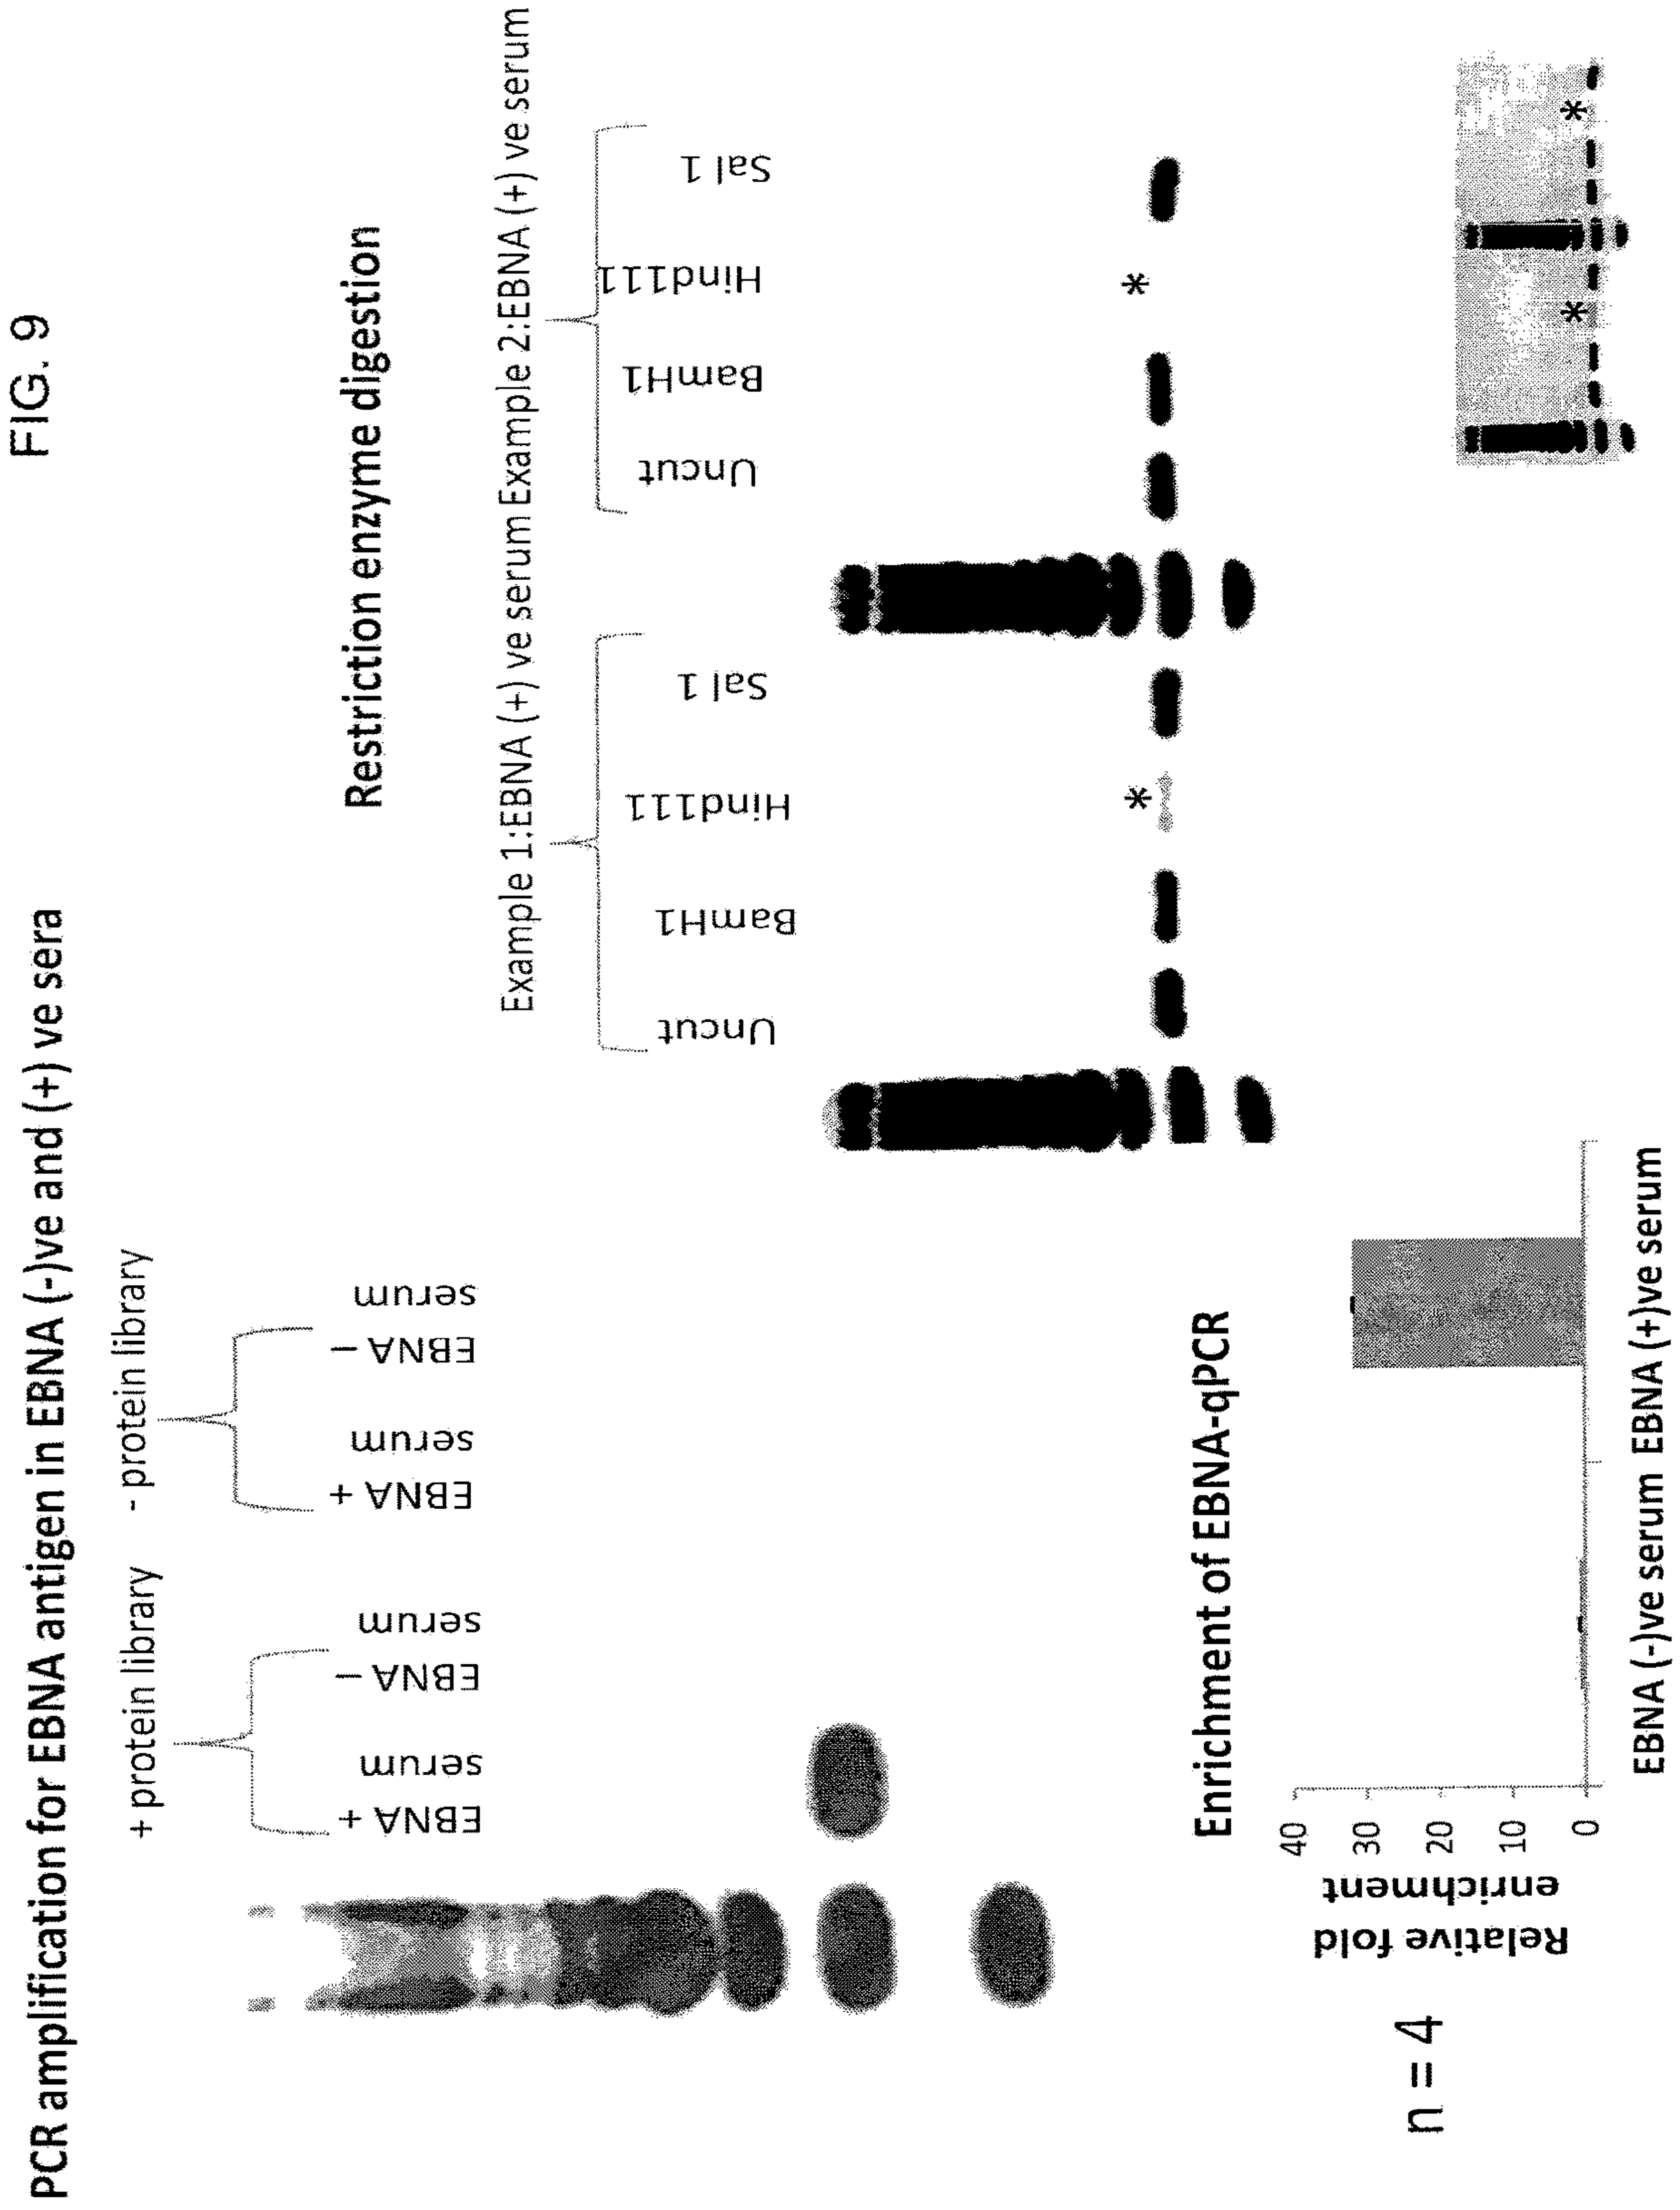 FIG. 9
PCR amplification for EBNA antigen in EBNA (-)ve and (+) ve sera
+ protein library
- protein library
EBNA +
serum
EBNA –
serum
EBNA +
serum
EBNA –
serum
Restriction enzyme digestion
Example 1:EBNA (+) ve serum Example 2:EBNA (+) ve serum
Uncut
BamH1
Hind111
Sal 1
Uncut
BamH1
Hind111
Sal 1
*
*
Enrichment of EBNA-qPCR
Relative fold
enrichment
40
30
20
10
0
EBNA (-)ve serum EBNA (+)ve serum
n = 4
*
*